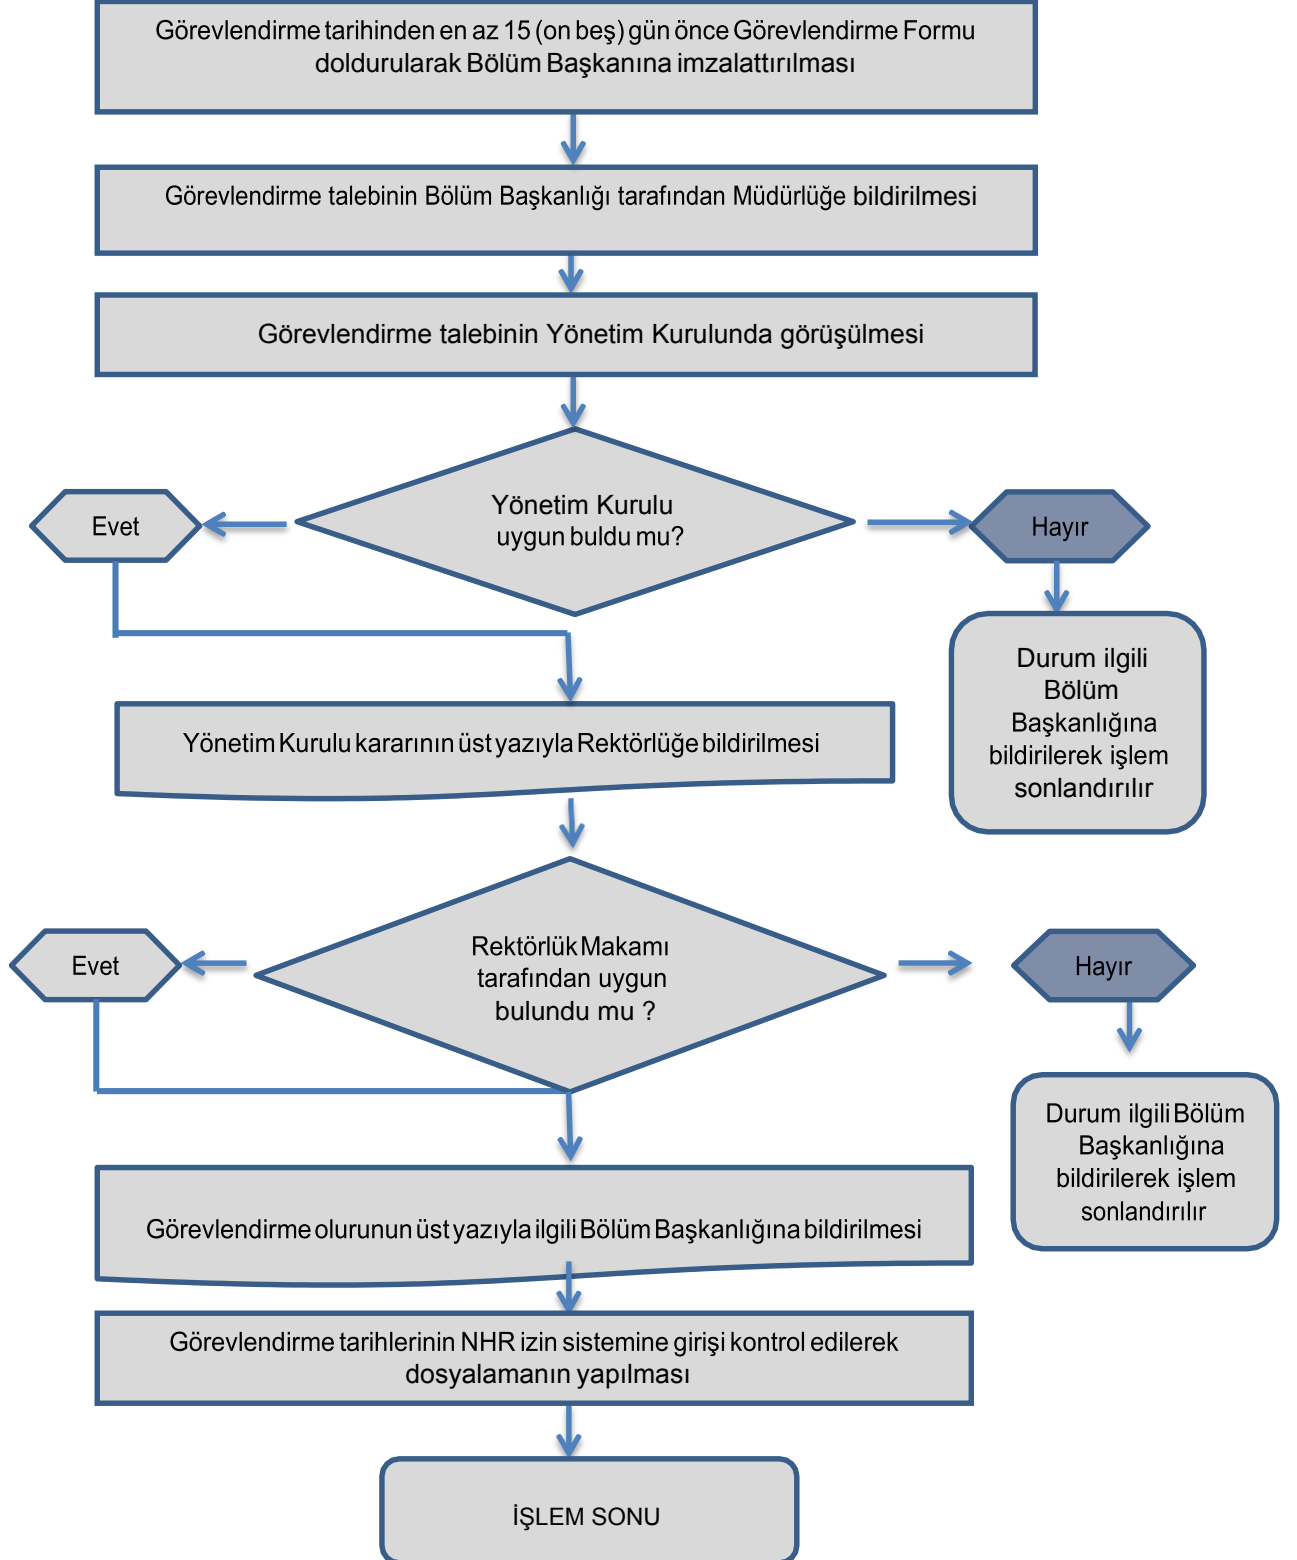 Görevlendirme tarihinden en az 15 (on beş) gün önce Görevlendirme Formu
doldurularak Bölüm Başkanına imzalattırılması
Görevlendirme talebinin Bölüm Başkanlığı tarafından Müdürlüğe bildirilmesi
Görevlendirme talebinin Yönetim Kurulunda görüşülmesi
Yönetim Kurulu
uygun buldu mu?
Evet
Hayır
Durum ilgili
Bölüm
Başkanlığına
bildirilerek işlem
sonlandırılır
Yönetim Kurulu kararının üst yazıyla Rektörlüğe bildirilmesi
Rektörlük Makamı
tarafından uygun
bulundu mu ?
Evet
Hayır
Durum ilgili Bölüm
Başkanlığına
bildirilerek işlem
sonlandırılır
Görevlendirme olurunun üst yazıyla ilgili Bölüm Başkanlığına bildirilmesi
Görevlendirme tarihlerinin NHR izin sistemine girişi kontrol edilerek
dosyalamanın yapılması
İŞLEM SONU